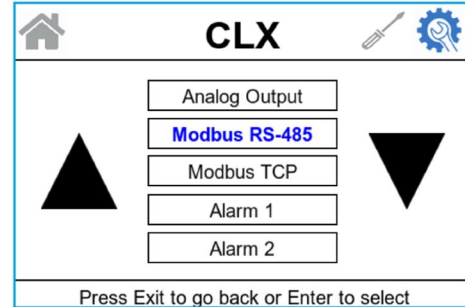 CLX
Analog Output
Modbus RS-485
Modbus TCP
Alarm 1
Alarm 2
Press Exit to go back or Enter to select